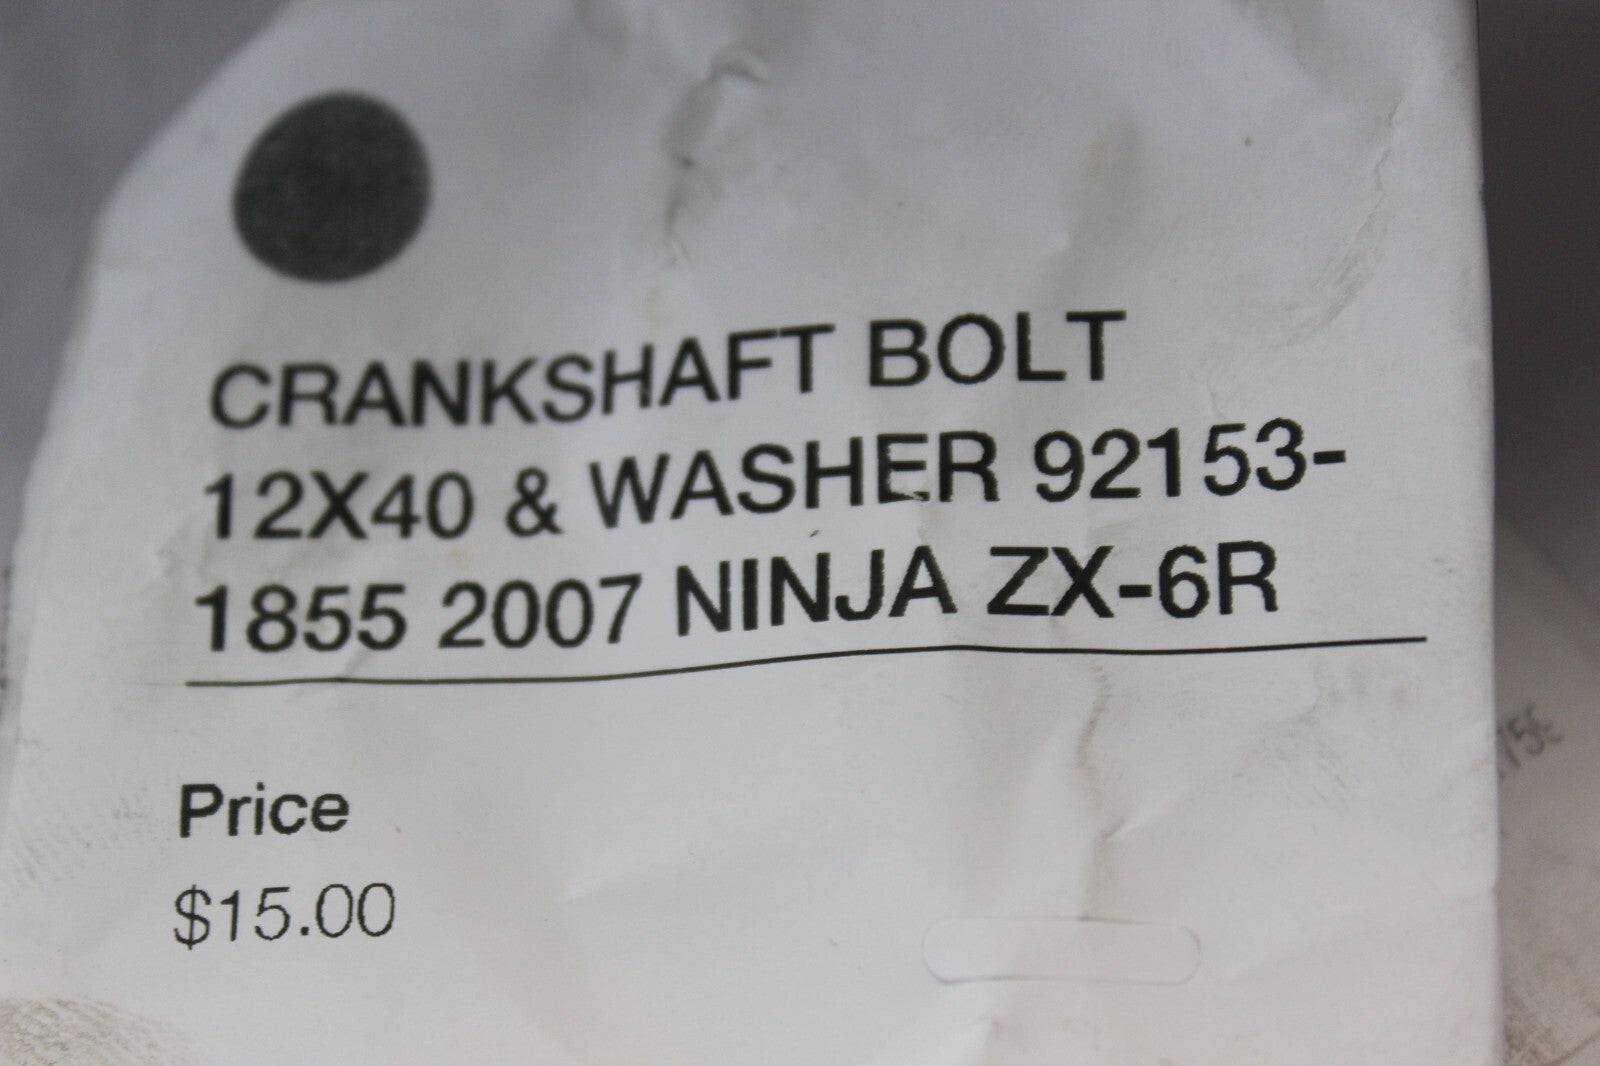 CRANKSHAFT BOLT
12X40 & WASHER 92153-
1855 2007 NINJA ZX-6R
Price
$15.00